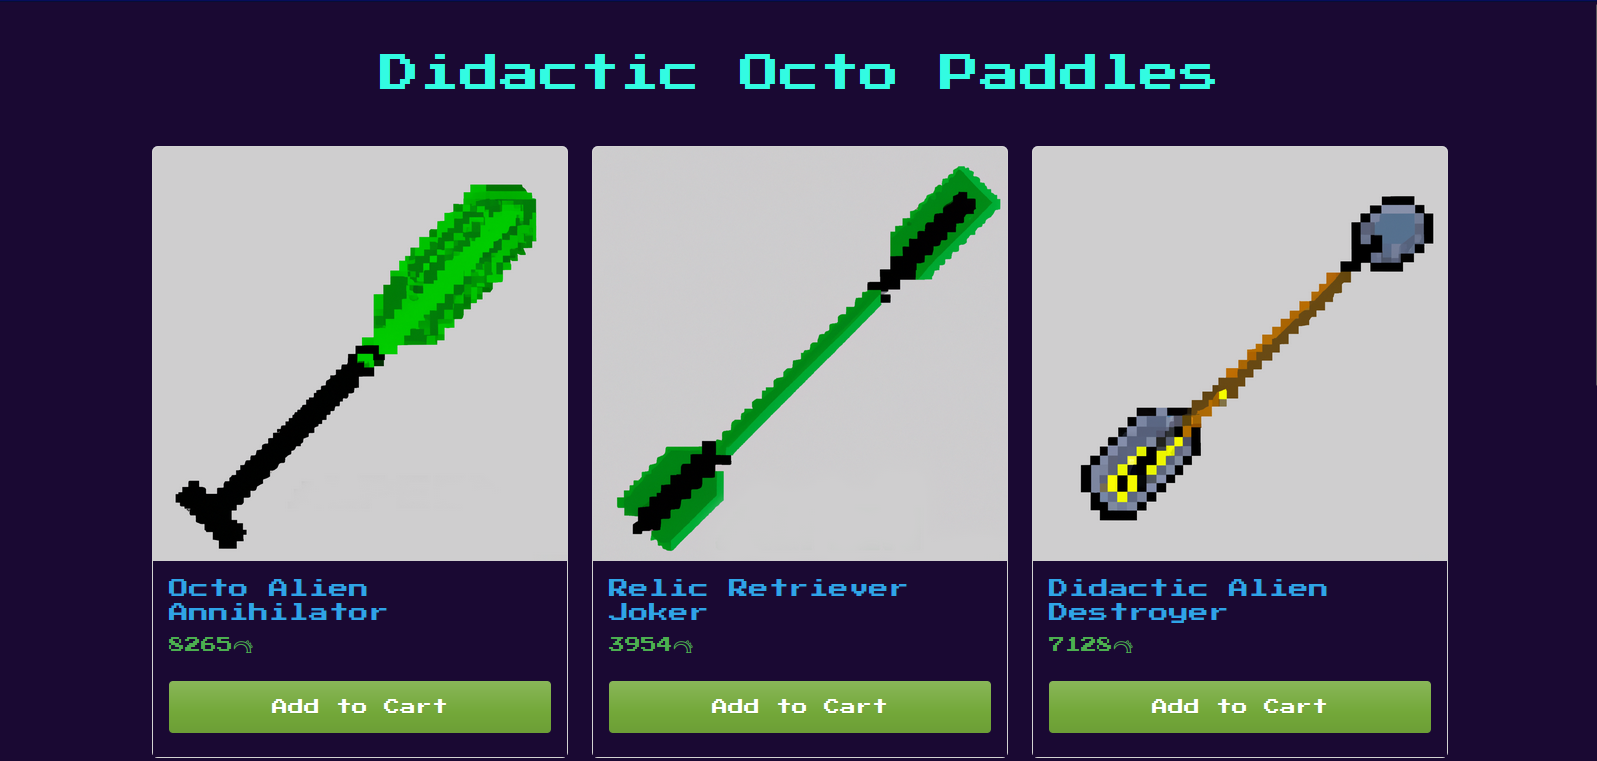 Didactic Octo Paddles
Octo Alien
Annihilator
8265
Add to Cart
Relic Retriever
Joker
3954
Add to Cart
Didactic Alien
Destroyer
7128
Add to Cart